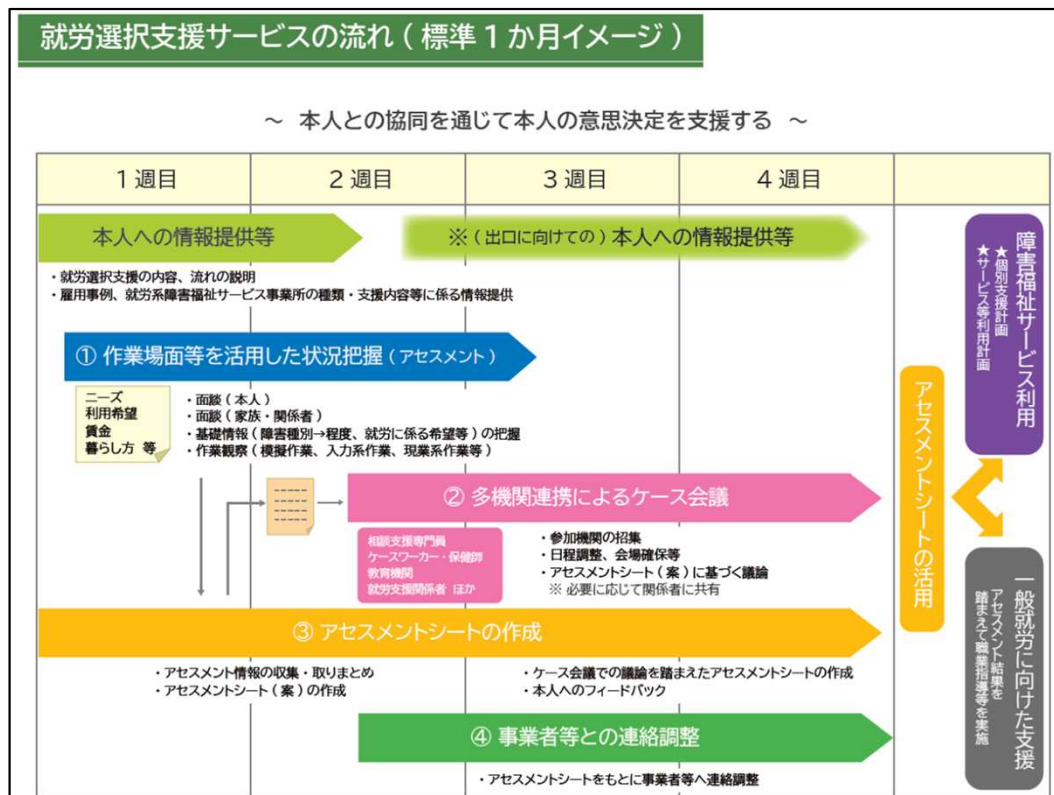 就労選択支援サービスの流れ（標準1か月イメージ）
～ 本人との協同を通じて本人の意思決定を支援する ～
1週目
2週目
3週目
4週目
本人への情報提供等
※（出口に向けての）本人への情報提供等
・就労選択支援の内容、流れの説明
・雇用事例、就労系障害福祉サービス事業所の種類・支援内容等に係る情報提供
① 作業場面等を活用した状況把握（アセスメント）
ニーズ
利用希望
賃金
暮らし方 等
・面談（本人）
・面談（家族・関係者）
・基礎情報（障害種別→程度、就労に係る希望等）の把握
・作業観察（模擬作業、入力系作業、現業系作業等）
② 多機関連携によるケース会議
相談支援専門員
ケースワーカー・保健師
教育機関
就労支援関係者 ほか
・参加機関の招集
・日程調整、会場確保等
・アセスメントシート（案）に基づく議論
※ 必要に応じて関係者に共有
③ アセスメントシートの作成
・アセスメント情報の収集・取りまとめ
・アセスメントシート（案）の作成
・ケース会議での議論を踏まえたアセスメントシートの作成
・本人へのフィードバック
④ 事業者等との連絡調整
・アセスメントシートをもとに事業者等へ連絡調整
アセスメントシートの活用
障害福祉サービス利用
★個別支援計画
★サービス等利用計画
一般就労に向けた支援
アセスメント結果を
踏まえて職業指導等を実施